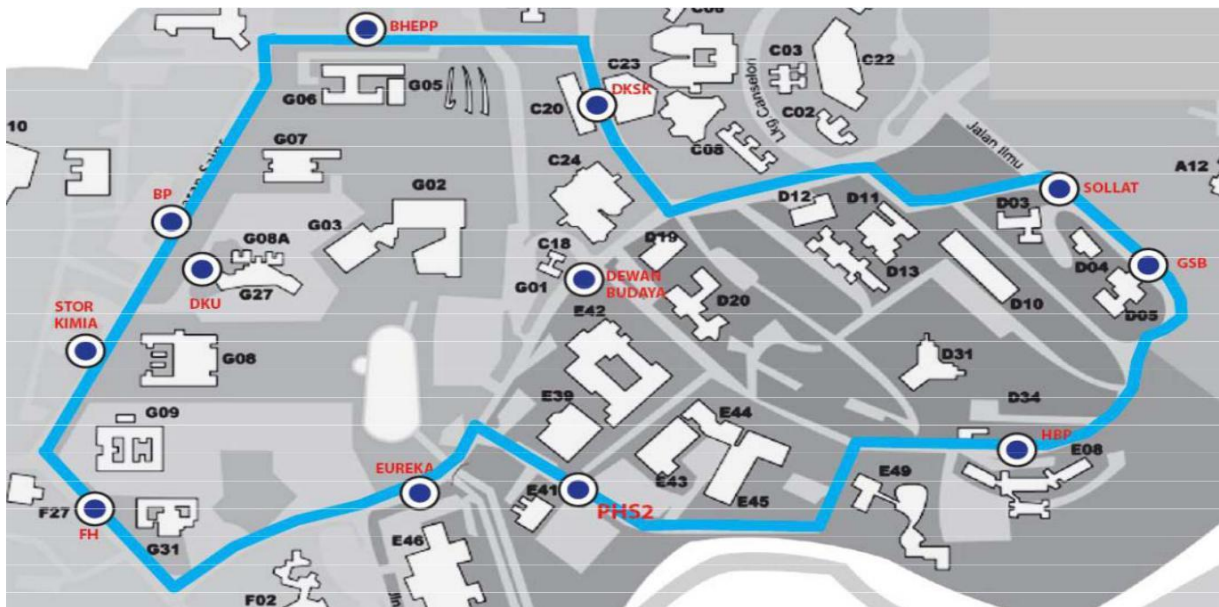 BHEPP
C23
DKSK
C20
C03
C22
C02
Lkg Canselori
C08
Jalan Ilmu
A12
G06
G05
10
G07
C24
BP
G02
G03
G08A
G27
DKU
C18
G01
DEWAN
BUDAYA
D19
D20
D12
D11
D13
D10
D03
SOLLAT
D04
D05
GSB
STOR
KIMIA
G08
E42
D31
D34
G09
E39
E44
HBP
E08
EUREKA
E41
PHS2
E43
E45
E49
F27
FH
G31
E46
F02